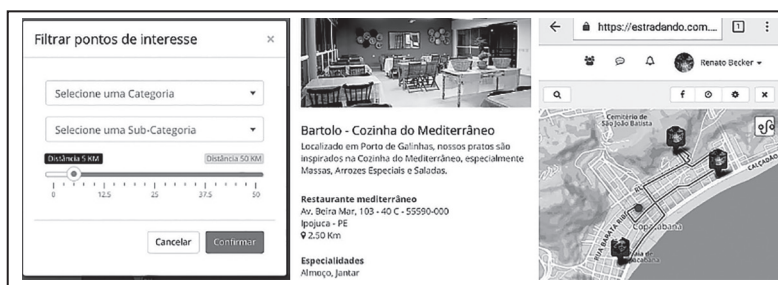 Filtrar pontos de interesse ×
Selecione uma Categoria
Selecione uma Sub-Categoria
Distância 5 KM Distância 50 KM
0 12.5 25 37.5 50
Cancelar Confirmar
Bartolo - Cozinha do Mediterrâneo
Localizado em Porto de Galinhas, nossos pratos são
inspirados na Cozinha do Mediterrâneo, especialmente
Massas, Arrozes Especiais e Saladas.
Restaurante mediterrâneo
Av. Beira Mar, 103 - 40 C - 55590-000
Ipojuca - PE
2.50 Km
Especialidades
Almoço, Jantar
https://estradando.com.... 1
Renato Becker
Cemitério de
São João Batista
CALÇADÃO
Copacabana
RUA BARATA RIBE